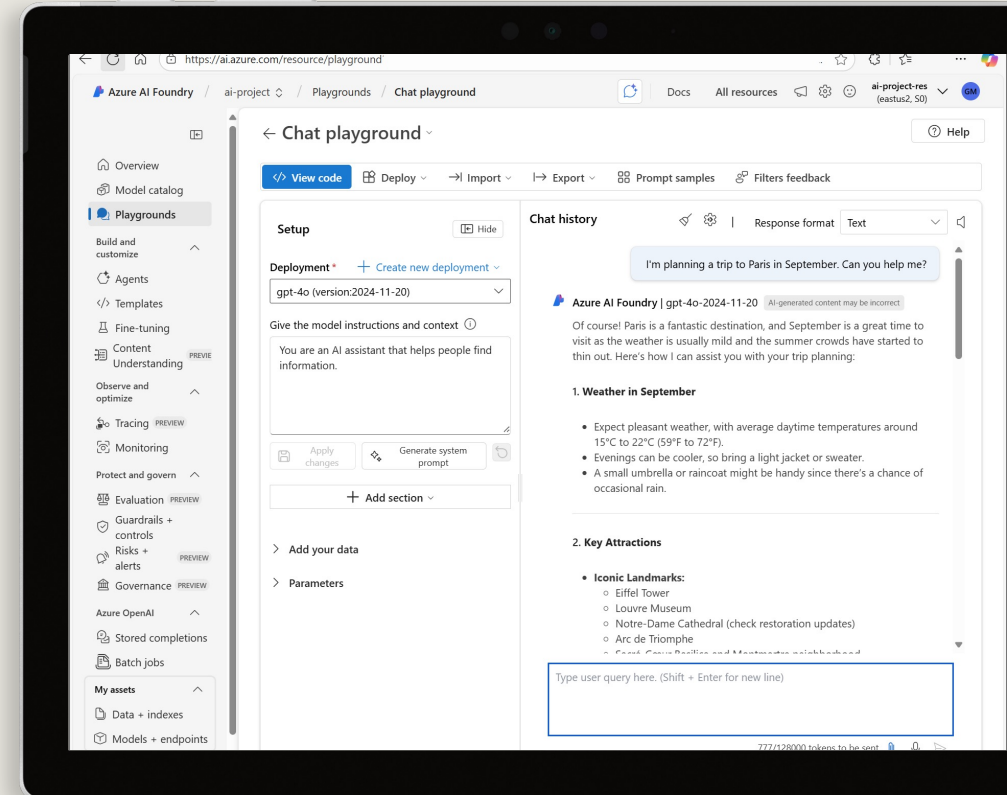 https://ai.azure.com/resource/playground
Azure AI Foundry / ai-project / Playgrounds / Chat playground
Docs
All resources
ai-project-res
(eastus2, S0)
GM
Overview
Model catalog
Playgrounds
Build and
customize
Agents
Templates
Fine-tuning
Content
Understanding PREVIE
Observe and
optimize
Tracing PREVIEW
Monitoring
Protect and govern
Evaluation PREVIEW
Guardrails +
controls
Risks +
alerts PREVIEW
Governance PREVIEW
Azure OpenAI
Stored completions
Batch jobs
My assets
Data + indexes
Models + endpoints
Chat playground
Help
View code
Deploy
Import
Export
Prompt samples
Filters feedback
Setup
Hide
Deployment *
Create new deployment
gpt-4o (version:2024-11-20)
Give the model instructions and context
You are an AI assistant that helps people find
information.
Apply
changes
Generate system
prompt
Add section
Add your data
Parameters
Chat history
Response format
Text
I'm planning a trip to Paris in September. Can you help me?
Azure AI Foundry | gpt-4o-2024-11-20 AI-generated content may be incorrect
Of course! Paris is a fantastic destination, and September is a great time to
visit as the weather is usually mild and the summer crowds have started to
thin out. Here's how I can assist you with your trip planning:
1. Weather in September
• Expect pleasant weather, with average daytime temperatures around
15°C to 22°C (59°F to 72°F).
• Evenings can be cooler, so bring a light jacket or sweater.
• A small umbrella or raincoat might be handy since there's a chance of
occasional rain.
2. Key Attractions
• Iconic Landmarks:
○ Eiffel Tower
○ Louvre Museum
○ Notre-Dame Cathedral (check restoration updates)
○ Arc de Triomphe
○ Sacré-Cœur Basilica and Montmartre neighborhood
Type user query here. (Shift + Enter for new line)
777/128000 tokens to be sent